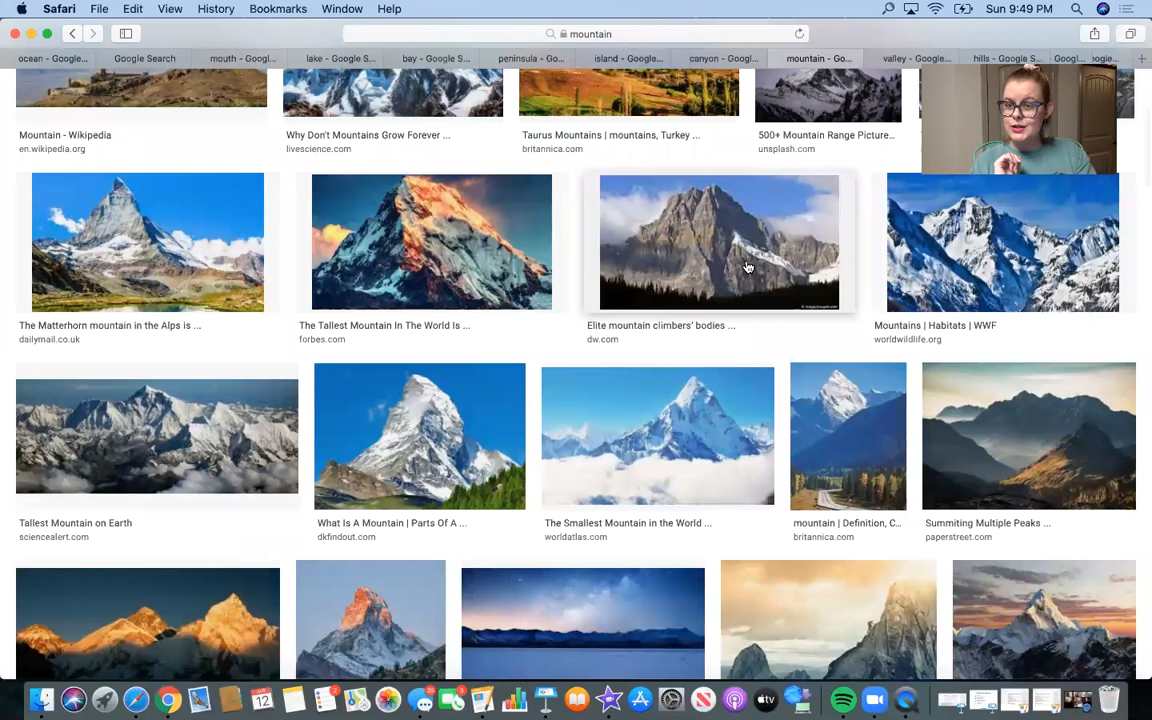 Safari File Edit View History Bookmarks Window Help Sun 9:49 PM
mountain
ocean - Google... Google Search mouth - Googl... lake - Google S... bay - Google S... peninsula - Go... island - Google... canyon - Googl... mountain - Go... valley - Google... hills - Google S... Googl...
Mountain - Wikipedia
en.wikipedia.org
Why Don't Mountains Grow Forever ...
livescience.com
Taurus Mountains | mountains, Turkey ...
britannica.com
500+ Mountain Range Picture...
unsplash.com
The Matterhorn mountain in the Alps is ...
dailymail.co.uk
The Tallest Mountain In The World Is ...
forbes.com
Elite mountain climbers' bodies ...
dw.com
Mountains | Habitats | WWF
worldwildlife.org
Tallest Mountain on Earth
sciencealert.com
What Is A Mountain | Parts Of A ...
dkfindout.com
The Smallest Mountain in the World ...
worldatlas.com
mountain | Definition, C...
britannica.com
Summiting Multiple Peaks ...
paperstreet.com